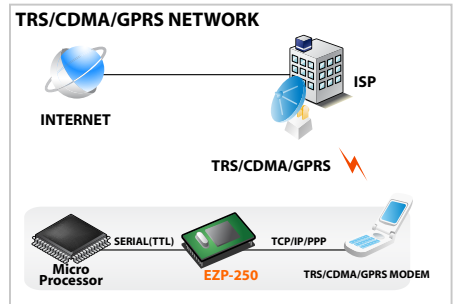 TRS/CDMA/GPRS NETWORK
ISP
INTERNET
TRS/CDMA/GPRS
SERIAL(TTL)
TCP/IP/PPP
Micro
Processor
EZP-250
TRS/CDMA/GPRS MODEM